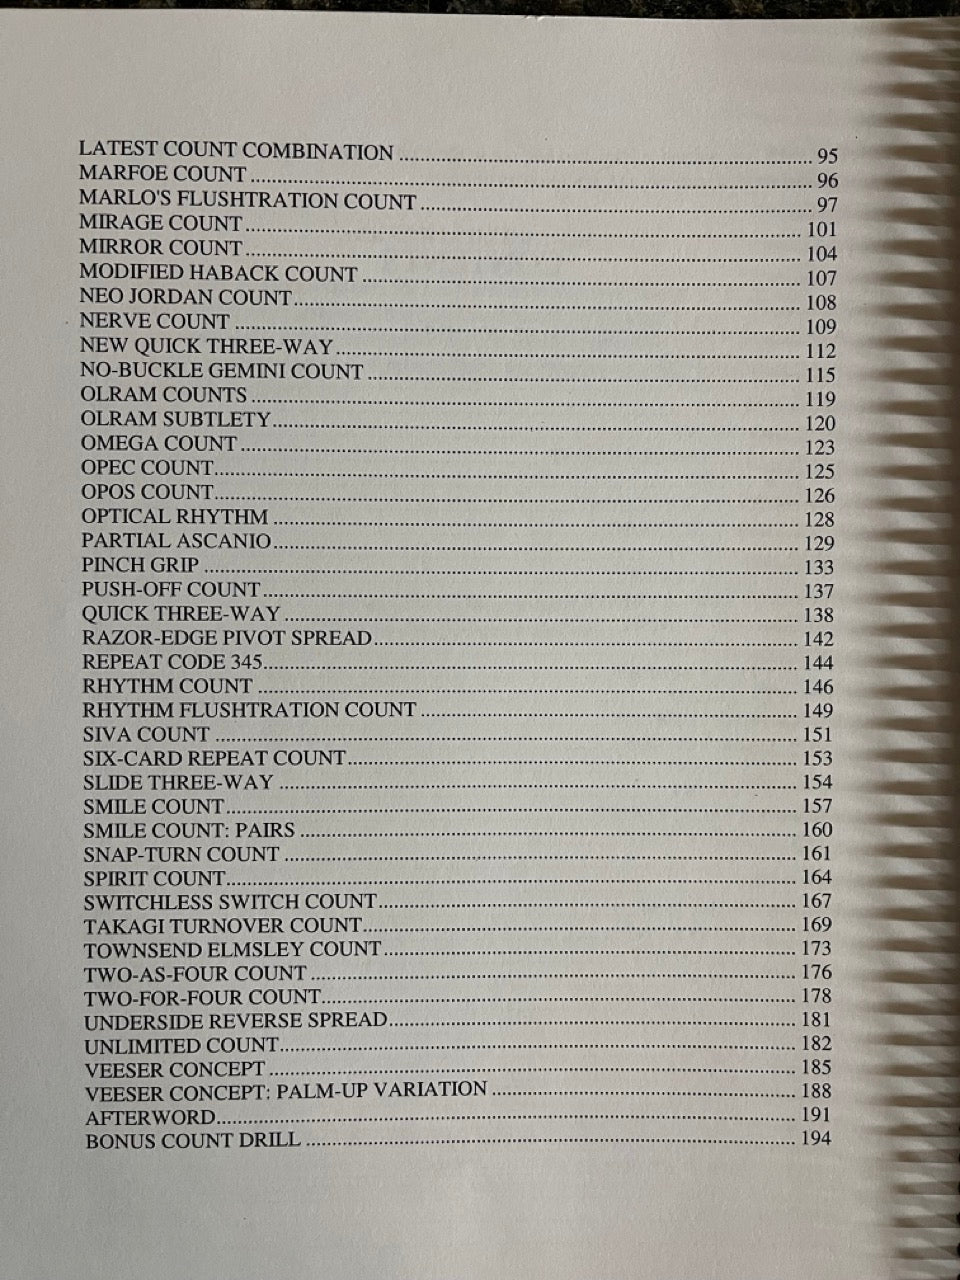 LATEST COUNT COMBINATION ........ 95
MARFOE COUNT ........ 96
MARLO'S FLUSHTRATION COUNT ........ 97
MIRAGE COUNT ........ 101
MIRROR COUNT ........ 104
MODIFIED HABACK COUNT ........ 107
NEO JORDAN COUNT ........ 108
NERVE COUNT ........ 109
NEW QUICK THREE-WAY ........ 112
NO-BUCKLE GEMINI COUNT ........ 115
OLRAM COUNTS ........ 119
OLRAM SUBTLETY ........ 120
OMEGA COUNT ........ 123
OPEC COUNT ........ 125
OPOS COUNT ........ 126
OPTICAL RHYTHM ........ 128
PARTIAL ASCANIO ........ 129
PINCH GRIP ........ 133
PUSH-OFF COUNT ........ 137
QUICK THREE-WAY ........ 138
RAZOR-EDGE PIVOT SPREAD ........ 142
REPEAT CODE 345 ........ 144
RHYTHM COUNT ........ 146
RHYTHM FLUSHTRATION COUNT ........ 149
SIVA COUNT ........ 151
SIX-CARD REPEAT COUNT ........ 153
SLIDE THREE-WAY ........ 154
SMILE COUNT ........ 157
SMILE COUNT: PAIRS ........ 160
SNAP-TURN COUNT ........ 161
SPIRIT COUNT ........ 164
SWITCHLESS SWITCH COUNT ........ 167
TAKAGI TURNOVER COUNT ........ 169
TOWNSEND ELMSLEY COUNT ........ 173
TWO-AS-FOUR COUNT ........ 176
TWO-FOR-FOUR COUNT ........ 178
UNDERSIDE REVERSE SPREAD ........ 181
UNLIMITED COUNT ........ 182
VEESER CONCEPT ........ 185
VEESER CONCEPT: PALM-UP VARIATION ........ 188
AFTERWORD ........ 191
BONUS COUNT DRILL ........ 194